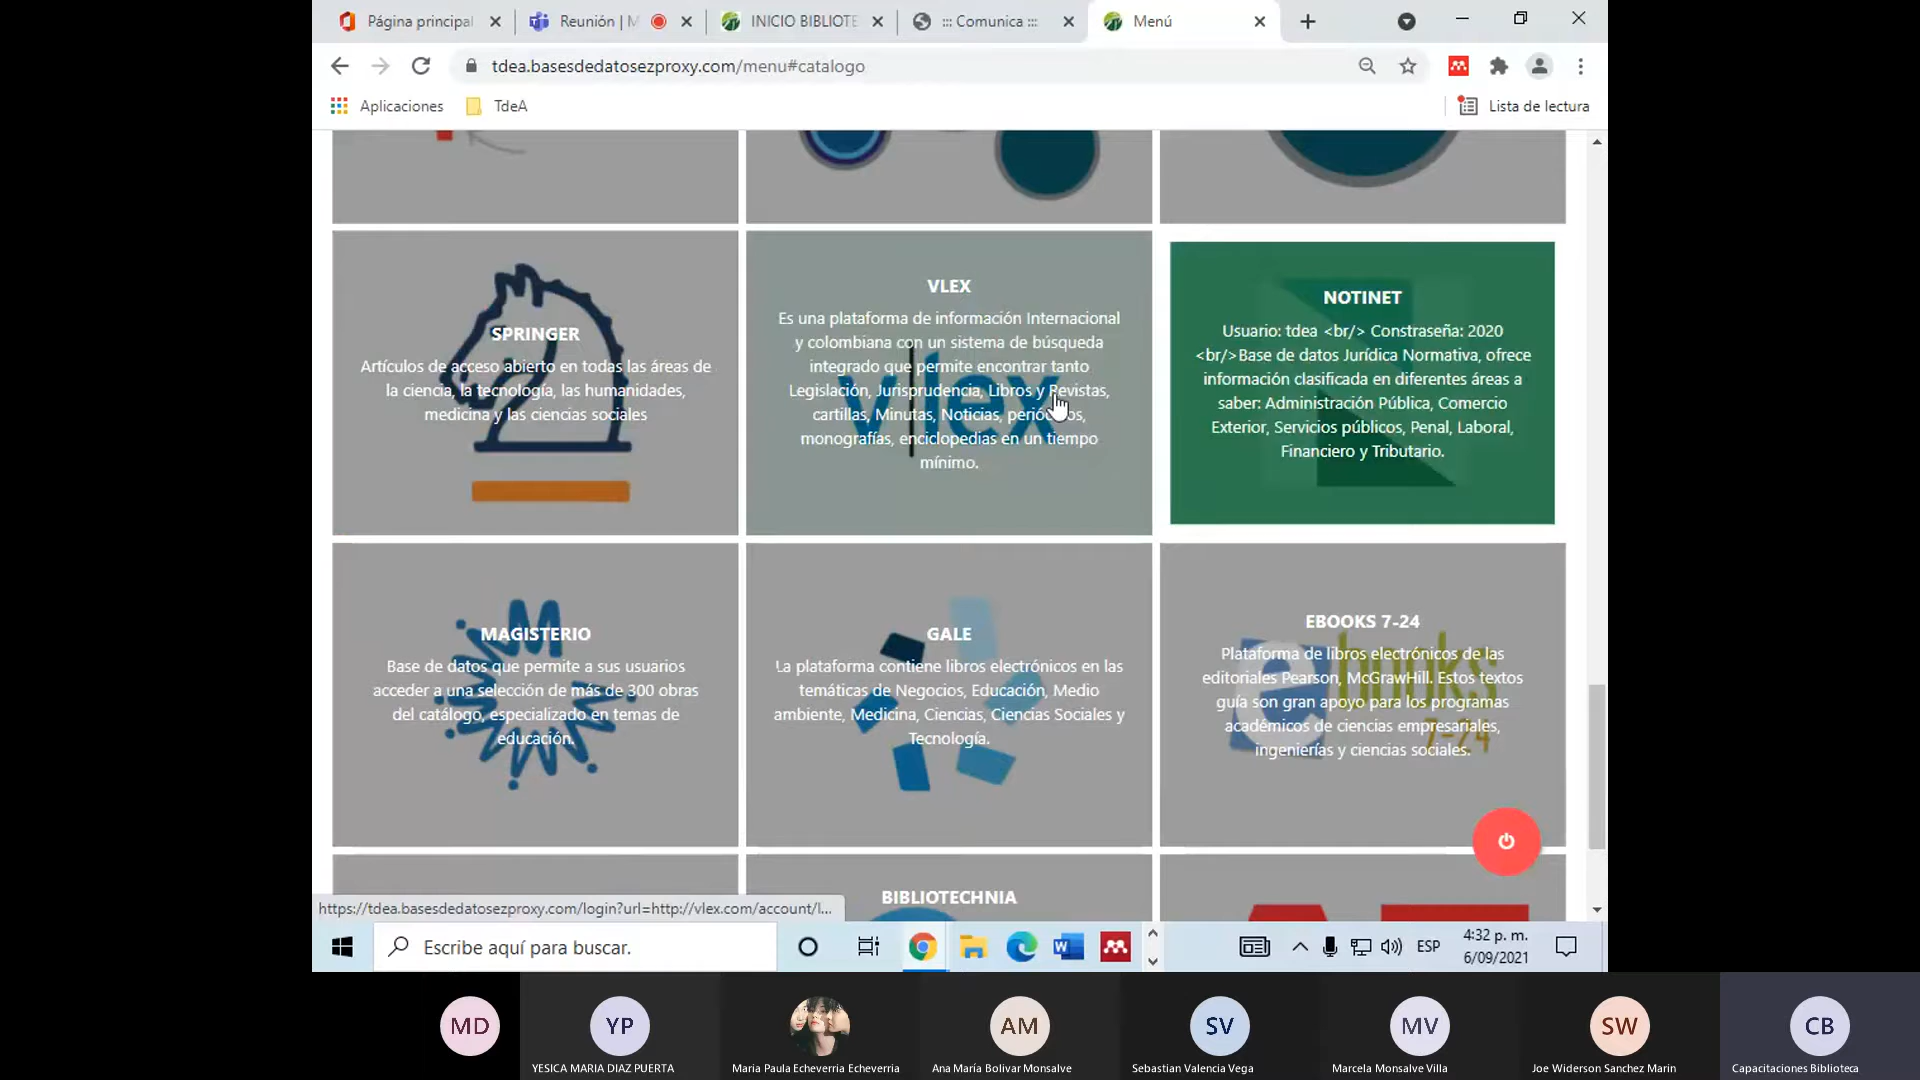 Página principal
Reunión | M
INICIO BIBLIOTE
::: Comunica :::
Menú
tdea.basesdedatosezproxy.com/menu#catalogo
Aplicaciones
TdeA
Lista de lectura
SPRINGER
Artículos de acceso abierto en todas las áreas de
la ciencia, la tecnología, las humanidades,
medicina y las ciencias sociales
VLEX
Es una plataforma de información Internacional
y colombiana con un sistema de búsqueda
integrado que permite encontrar tanto
Legislación, Jurisprudencia, Libros y Revistas,
cartillas, Minutas, Noticias, periódicos,
monografías, enciclopedias en un tiempo
mínimo.
vlex
NOTINET
Usuario: tdea <br/> Constraseña: 2020
<br/>Base de datos Jurídica Normativa, ofrece
información clasificada en diferentes áreas a
saber: Administración Pública, Comercio
Exterior, Servicios públicos, Penal, Laboral,
Financiero y Tributario.
MAGISTERIO
Base de datos que permite a sus usuarios
acceder a una selección de más de 300 obras
del catálogo, especializado en temas de
educación.
GALE
La plataforma contiene libros electrónicos en las
temáticas de Negocios, Educación, Medio
ambiente, Medicina, Ciencias, Ciencias Sociales y
Tecnología.
EBOOKS 7-24
Plataforma de libros electrónicos de las
editoriales Pearson, McGrawHill. Estos textos
guía son gran apoyo para los programas
académicos de ciencias empresariales,
ingenierías y ciencias sociales.
e books
7-24
BIBLIOTECHNIA
https://tdea.basesdedatosezproxy.com/login?url=http://vlex.com/account/l...
Escribe aquí para buscar.
ESP
4:32 p. m.
6/09/2021
MD
YP
AM
SV
MV
SW
CB
YESICA MARIA DIAZ PUERTA
Maria Paula Echeverria Echeverria
Ana María Bolivar Monsalve
Sebastian Valencia Vega
Marcela Monsalve Villa
Joe Widerson Sanchez Marin
Capacitaciones Biblioteca